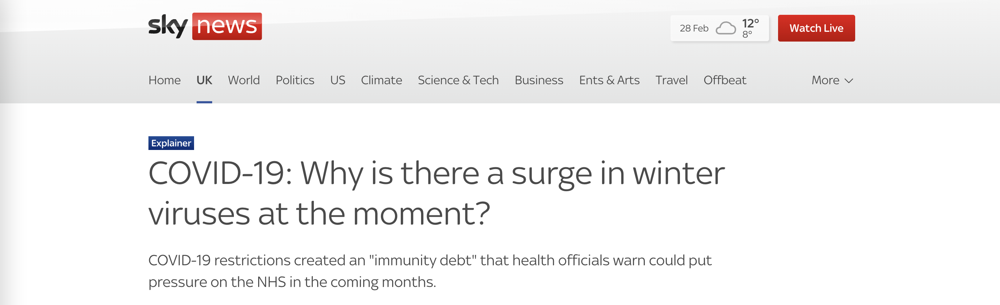 sky news
28 Feb 12°
8°
Watch Live
Home UK World Politics US Climate Science & Tech Business Ents & Arts Travel Offbeat More
Explainer
COVID-19: Why is there a surge in winter
viruses at the moment?
COVID-19 restrictions created an "immunity debt" that health officials warn could put
pressure on the NHS in the coming months.